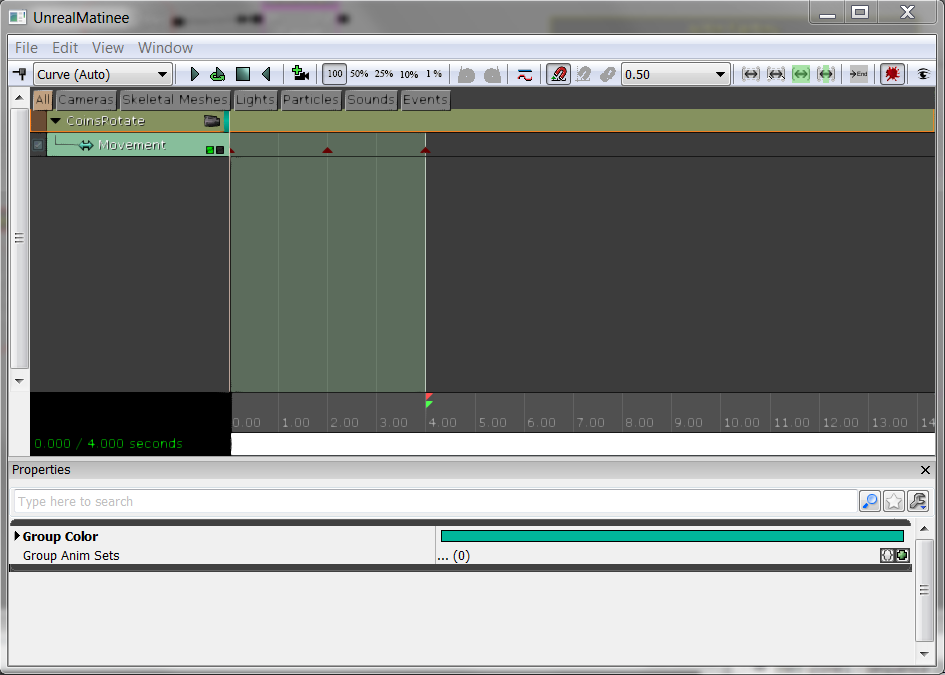 UnrealMatinee
File Edit View Window
Curve (Auto) 100 50% 25% 10% 1% 0.50 End
All Cameras Skeletal Meshes Lights Particles Sounds Events
CoinsRotate
Movement
0.00 1.00 2.00 3.00 4.00 5.00 6.00 7.00 8.00 9.00 10.00 11.00 12.00 13.00 14
0.000 / 4.000 seconds
Properties
Type here to search
Group Color
Group Anim Sets ... (0)